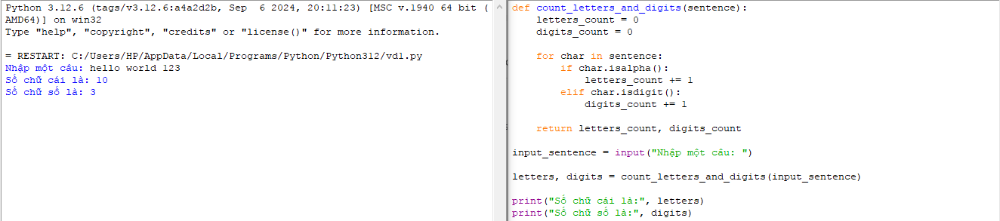 Python 3.12.6 (tags/v3.12.6:a4a2d2b, Sep  6 2024, 20:11:23) [MSC v.1940 64 bit (
AMD64)] on win32
Type "help", "copyright", "credits" or "license()" for more information.
= RESTART: C:/Users/HP/AppData/Local/Programs/Python/Python312/vd1.py
Nhập một câu: hello world 123
Số chữ cái là: 10
Số chữ số là: 3
def count_letters_and_digits(sentence):
    letters_count = 0
    digits_count = 0
    for char in sentence:
        if char.isalpha():
            letters_count += 1
        elif char.isdigit():
            digits_count += 1
    return letters_count, digits_count
input_sentence = input("Nhập một câu: ")
letters, digits = count_letters_and_digits(input_sentence)
print("Số chữ cái là:", letters)
print("Số chữ số là:", digits)